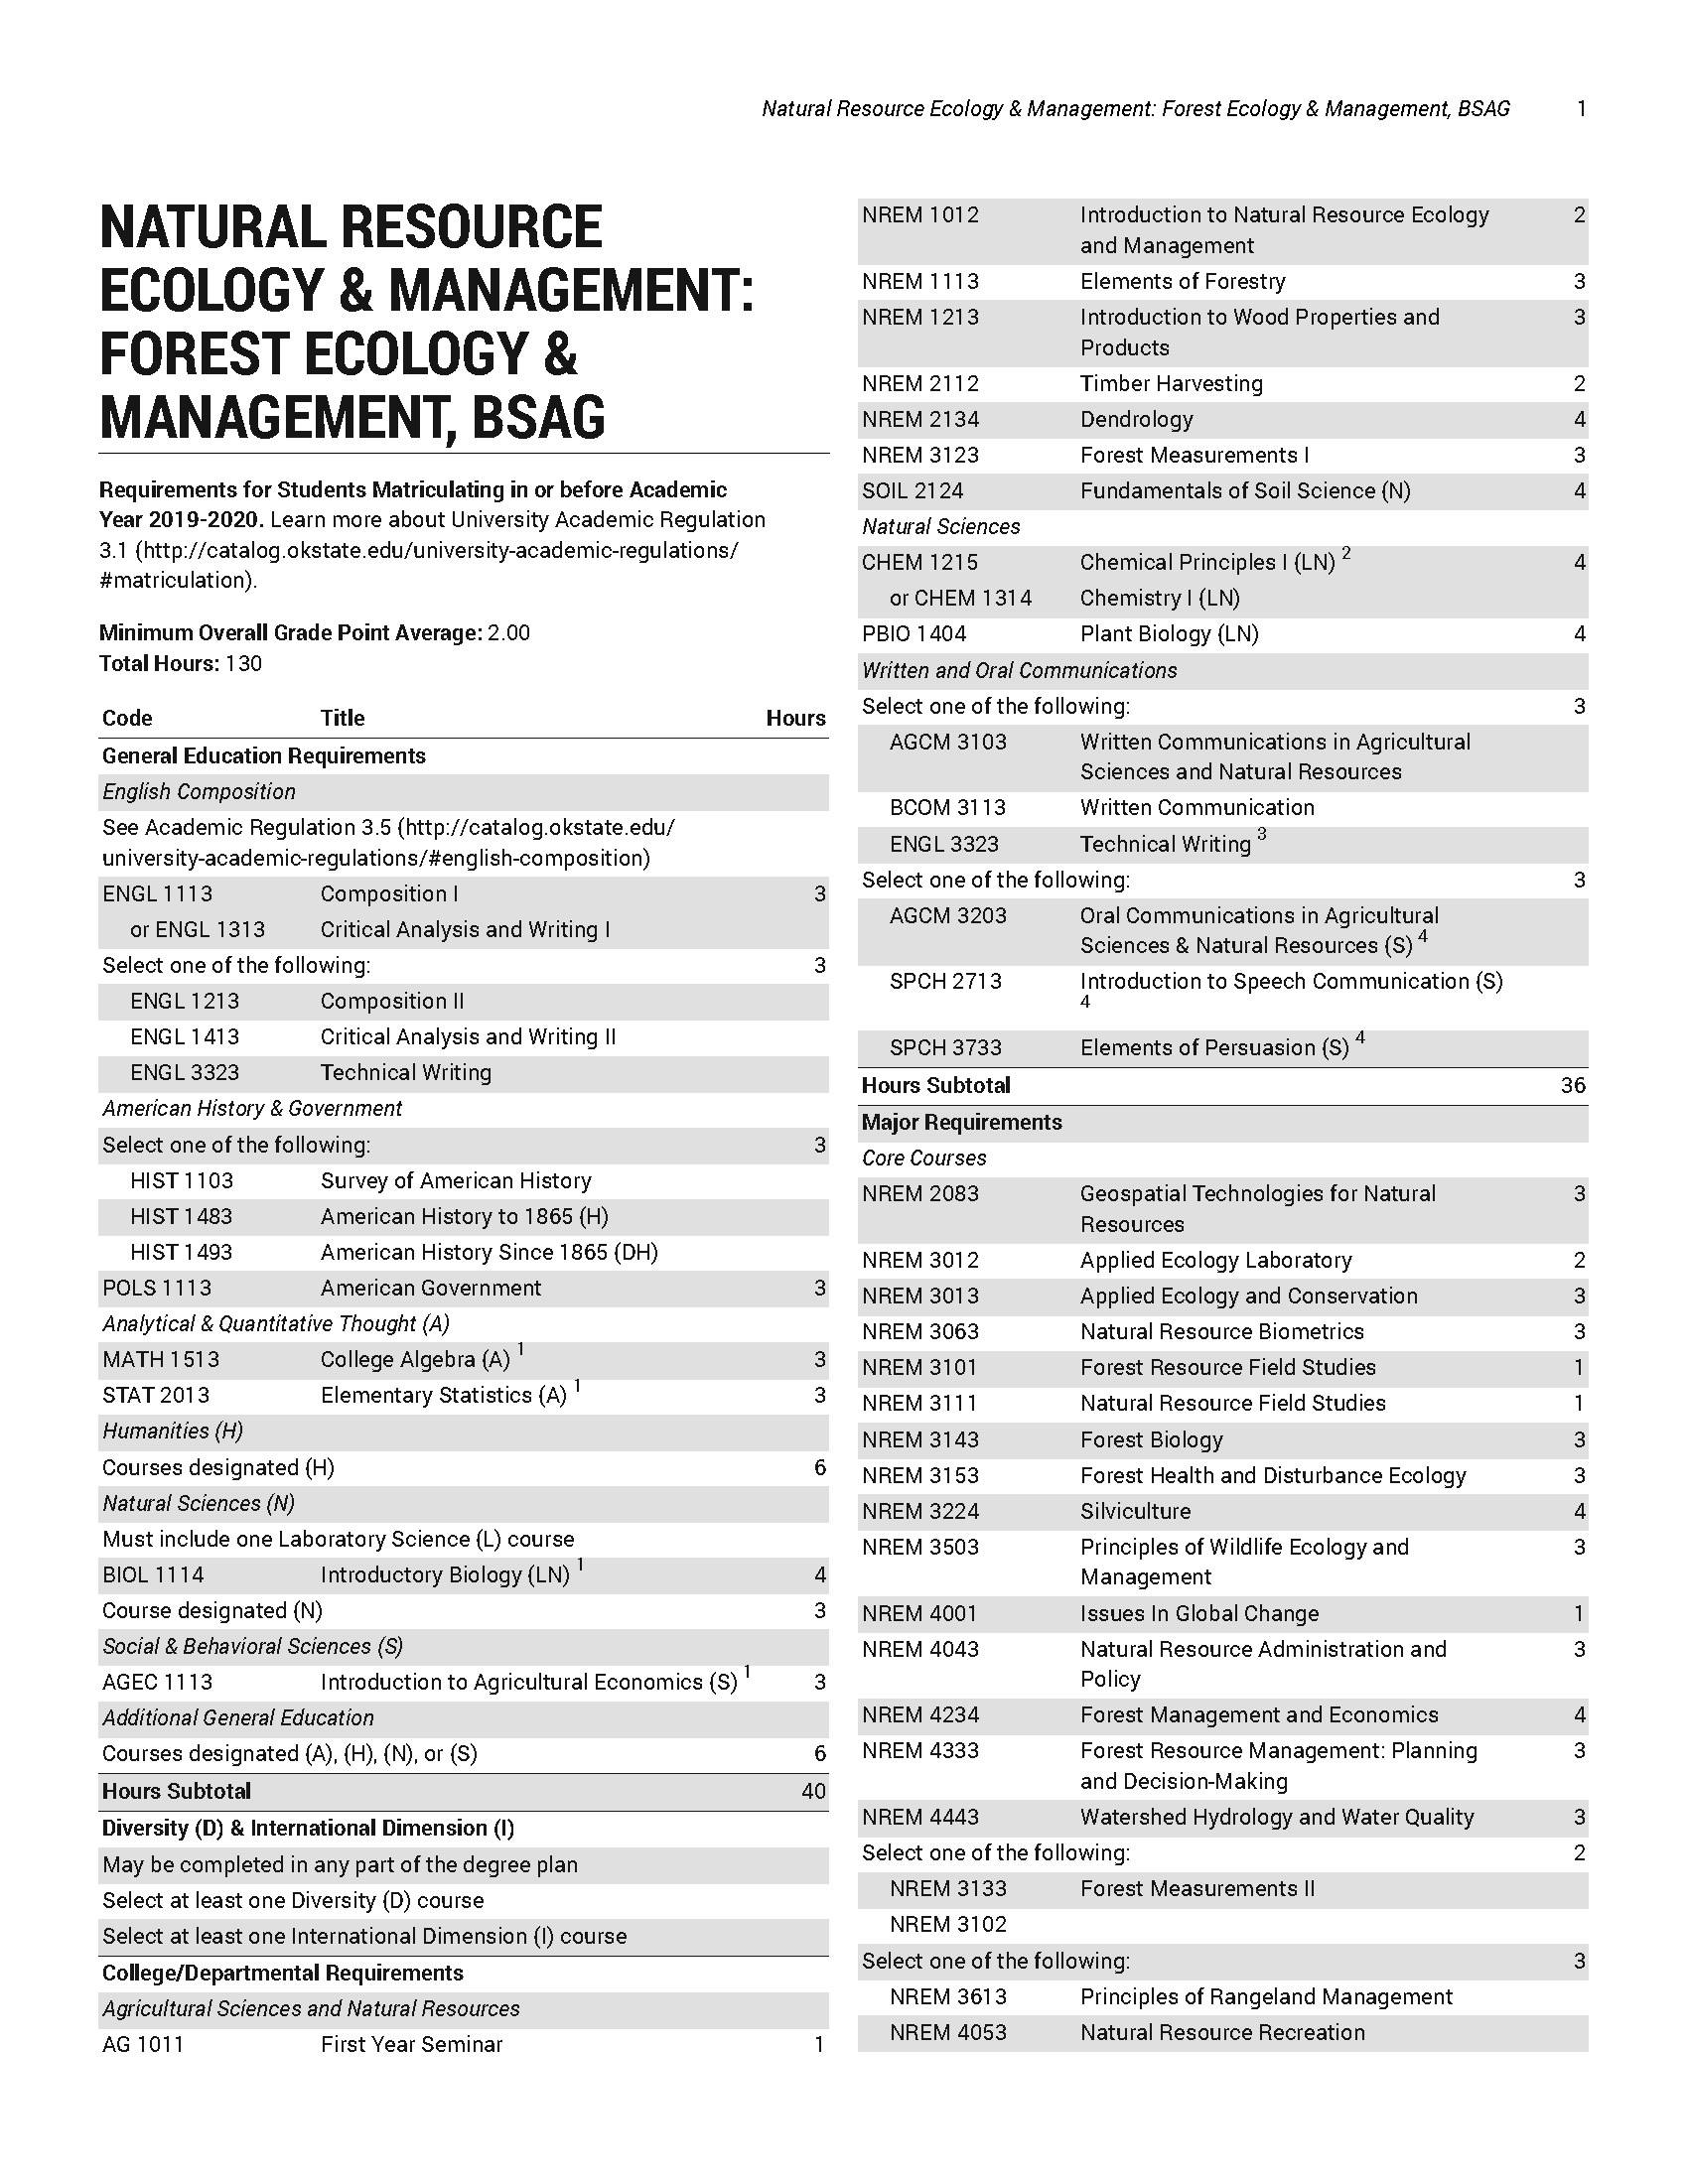 Natural Resource Ecology & Management: Forest Ecology & Management, BSAG 1
NATURAL RESOURCE
ECOLOGY & MANAGEMENT:
FOREST ECOLOGY &
MANAGEMENT, BSAG
Requirements for Students Matriculating in or before Academic
Year 2019-2020. Learn more about University Academic Regulation
3.1 (http://catalog.okstate.edu/university-academic-regulations/
#matriculation).
Minimum Overall Grade Point Average: 2.00
Total Hours: 130
Code Title Hours
General Education Requirements
English Composition
See Academic Regulation 3.5 (http://catalog.okstate.edu/
university-academic-regulations/#english-composition)
ENGL 1113 Composition I 3
or ENGL 1313 Critical Analysis and Writing I
Select one of the following: 3
ENGL 1213 Composition II
ENGL 1413 Critical Analysis and Writing II
ENGL 3323 Technical Writing
American History & Government
Select one of the following: 3
HIST 1103 Survey of American History
HIST 1483 American History to 1865 (H)
HIST 1493 American History Since 1865 (DH)
POLS 1113 American Government 3
Analytical & Quantitative Thought (A)
MATH 1513 College Algebra (A) 1 3
STAT 2013 Elementary Statistics (A) 1 3
Humanities (H)
Courses designated (H) 6
Natural Sciences (N)
Must include one Laboratory Science (L) course
BIOL 1114 Introductory Biology (LN) 1 4
Course designated (N) 3
Social & Behavioral Sciences (S)
AGEC 1113 Introduction to Agricultural Economics (S) 1 3
Additional General Education
Courses designated (A), (H), (N), or (S) 6
Hours Subtotal 40
Diversity (D) & International Dimension (I)
May be completed in any part of the degree plan
Select at least one Diversity (D) course
Select at least one International Dimension (I) course
College/Departmental Requirements
Agricultural Sciences and Natural Resources
AG 1011 First Year Seminar 1
NREM 1012 Introduction to Natural Resource Ecology 2
and Management
NREM 1113 Elements of Forestry 3
NREM 1213 Introduction to Wood Properties and 3
Products
NREM 2112 Timber Harvesting 2
NREM 2134 Dendrology 4
NREM 3123 Forest Measurements I 3
SOIL 2124 Fundamentals of Soil Science (N) 4
Natural Sciences
CHEM 1215 Chemical Principles I (LN) 2 4
or CHEM 1314 Chemistry I (LN)
PBIO 1404 Plant Biology (LN) 4
Written and Oral Communications
Select one of the following: 3
AGCM 3103 Written Communications in Agricultural
Sciences and Natural Resources
BCOM 3113 Written Communication
ENGL 3323 Technical Writing 3
Select one of the following: 3
AGCM 3203 Oral Communications in Agricultural
Sciences & Natural Resources (S) 4
SPCH 2713 Introduction to Speech Communication (S)
4
SPCH 3733 Elements of Persuasion (S) 4
Hours Subtotal 36
Major Requirements
Core Courses
NREM 2083 Geospatial Technologies for Natural 3
Resources
NREM 3012 Applied Ecology Laboratory 2
NREM 3013 Applied Ecology and Conservation 3
NREM 3063 Natural Resource Biometrics 3
NREM 3101 Forest Resource Field Studies 1
NREM 3111 Natural Resource Field Studies 1
NREM 3143 Forest Biology 3
NREM 3153 Forest Health and Disturbance Ecology 3
NREM 3224 Silviculture 4
NREM 3503 Principles of Wildlife Ecology and 3
Management
NREM 4001 Issues In Global Change 1
NREM 4043 Natural Resource Administration and 3
Policy
NREM 4234 Forest Management and Economics 4
NREM 4333 Forest Resource Management: Planning 3
and Decision-Making
NREM 4443 Watershed Hydrology and Water Quality 3
Select one of the following: 2
NREM 3133 Forest Measurements II
NREM 3102
Select one of the following: 3
NREM 3613 Principles of Rangeland Management
NREM 4053 Natural Resource Recreation